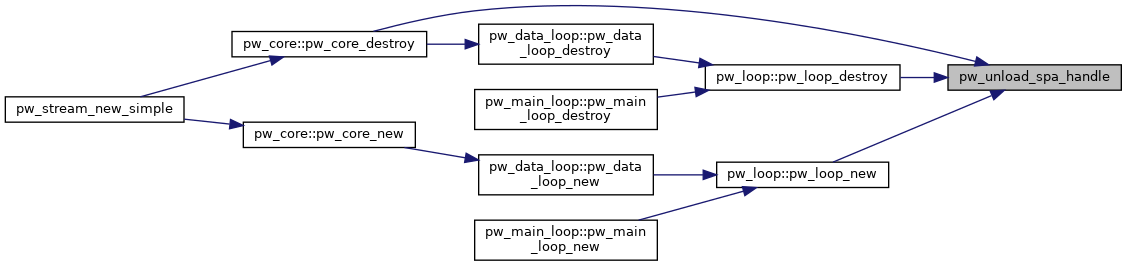 pw_core::pw_core_destroy
pw_data_loop::pw_data
_loop_destroy
pw_loop::pw_loop_destroy
pw_unload_spa_handle
pw_stream_new_simple
pw_main_loop::pw_main
_loop_destroy
pw_core::pw_core_new
pw_data_loop::pw_data
_loop_new
pw_loop::pw_loop_new
pw_main_loop::pw_main
_loop_new